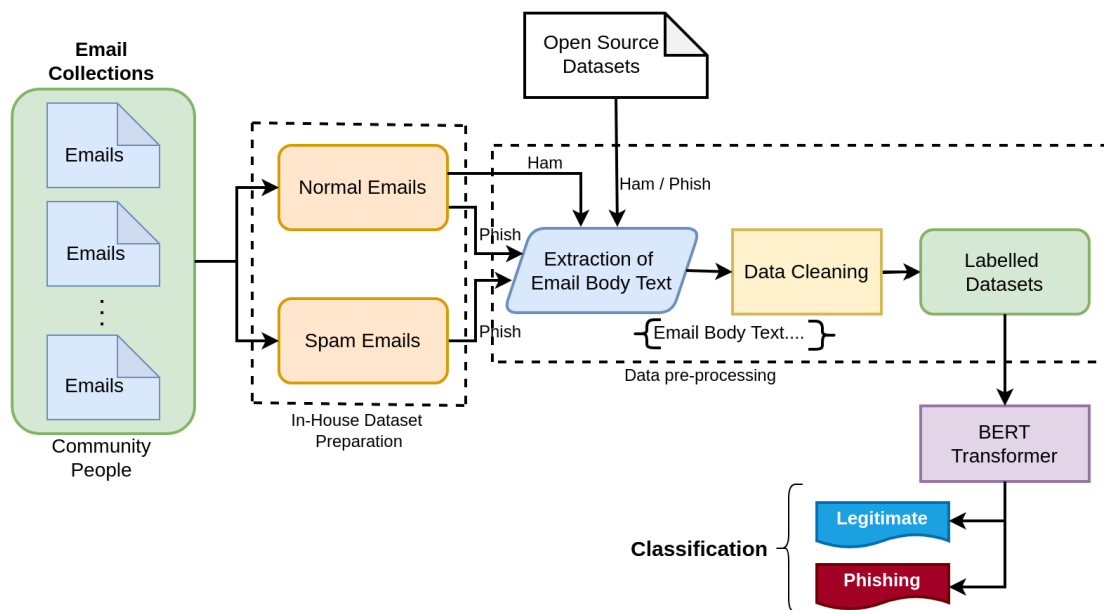 Email
Collections
Emails
Emails
Emails
Community
People
Normal Emails
Spam Emails
In-House Dataset
Preparation
Open Source
Datasets
Ham
Ham / Phish
Phish
Phish
Extraction of
Email Body Text
Data Cleaning
{Email Body Text....}
Labelled
Datasets
Data pre-processing
BERT
Transformer
Classification
Legitimate
Phishing